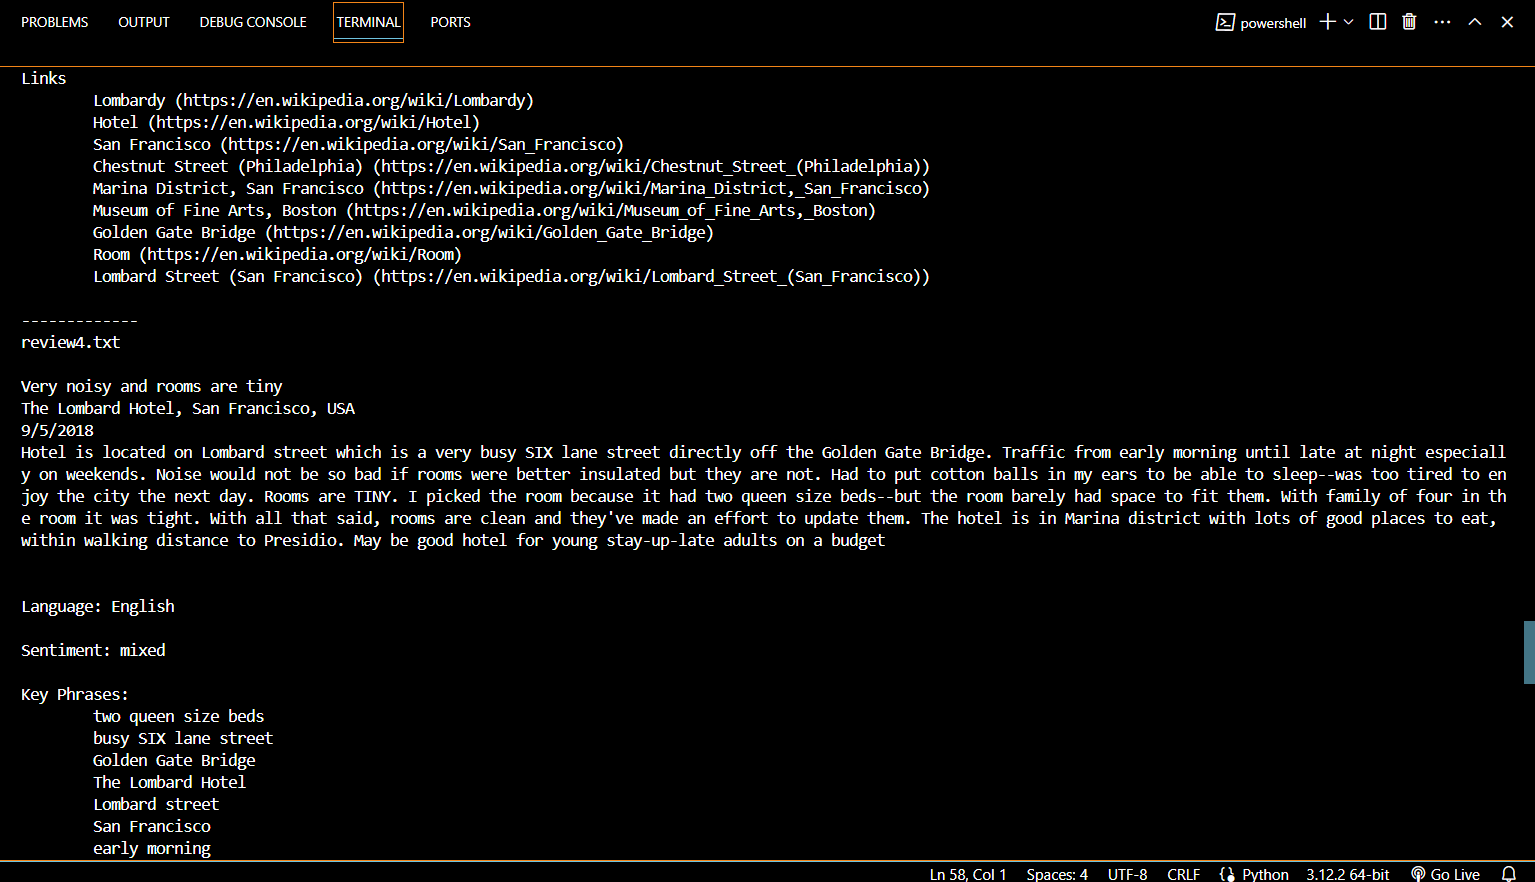 PROBLEMS OUTPUT DEBUG CONSOLE TERMINAL PORTS powershell
Links
Lombardy (https://en.wikipedia.org/wiki/Lombardy)
Hotel (https://en.wikipedia.org/wiki/Hotel)
San Francisco (https://en.wikipedia.org/wiki/San_Francisco)
Chestnut Street (Philadelphia) (https://en.wikipedia.org/wiki/Chestnut_Street_(Philadelphia))
Marina District, San Francisco (https://en.wikipedia.org/wiki/Marina_District,_San_Francisco)
Museum of Fine Arts, Boston (https://en.wikipedia.org/wiki/Museum_of_Fine_Arts,_Boston)
Golden Gate Bridge (https://en.wikipedia.org/wiki/Golden_Gate_Bridge)
Room (https://en.wikipedia.org/wiki/Room)
Lombard Street (San Francisco) (https://en.wikipedia.org/wiki/Lombard_Street_(San_Francisco))
-------------
review4.txt
Very noisy and rooms are tiny
The Lombard Hotel, San Francisco, USA
9/5/2018
Hotel is located on Lombard street which is a very busy SIX lane street directly off the Golden Gate Bridge. Traffic from early morning until late at night especiall
y on weekends. Noise would not be so bad if rooms were better insulated but they are not. Had to put cotton balls in my ears to be able to sleep--was too tired to en
joy the city the next day. Rooms are TINY. I picked the room because it had two queen size beds--but the room barely had space to fit them. With family of four in th
e room it was tight. With all that said, rooms are clean and they've made an effort to update them. The hotel is in Marina district with lots of good places to eat,
within walking distance to Presidio. May be good hotel for young stay-up-late adults on a budget
Language: English
Sentiment: mixed
Key Phrases:
two queen size beds
busy SIX lane street
Golden Gate Bridge
The Lombard Hotel
Lombard street
San Francisco
early morning
Ln 58, Col 1 Spaces: 4 UTF-8 CRLF Python 3.12.2 64-bit Go Live